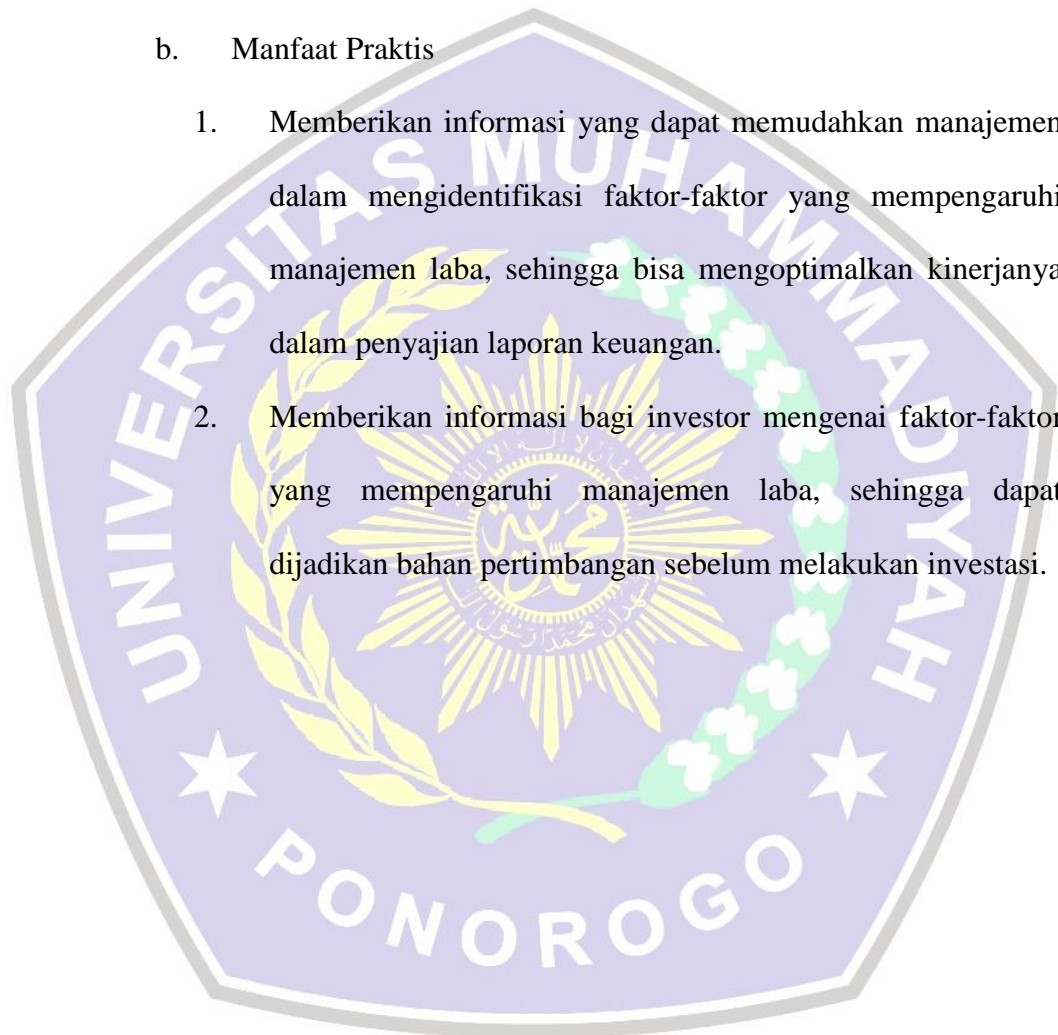 b. Manfaat Praktis
1. Memberikan informasi yang dapat memudahkan manajemen
dalam mengidentifikasi faktor-faktor yang mempengaruhi
manajemen laba, sehingga bisa mengoptimalkan kinerjanya
dalam penyajian laporan keuangan.
2. Memberikan informasi bagi investor mengenai faktor-faktor
yang mempengaruhi manajemen laba, sehingga dapat
dijadikan bahan pertimbangan sebelum melakukan investasi.
UNIVERSITAS MUHAMMADIYAH
PONOROGO
محمدية